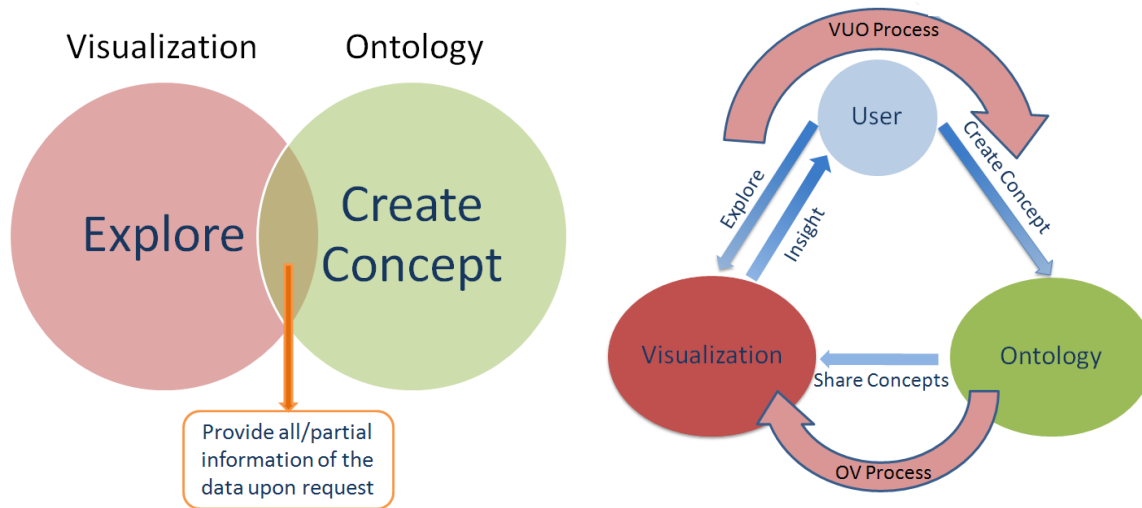 Visualization
Ontology
Explore
Create
Concept
Provide all/partial
information of the
data upon request
VUO Process
User
Explore
Insight
Create Concept
Visualization
Ontology
Share Concepts
OV Process